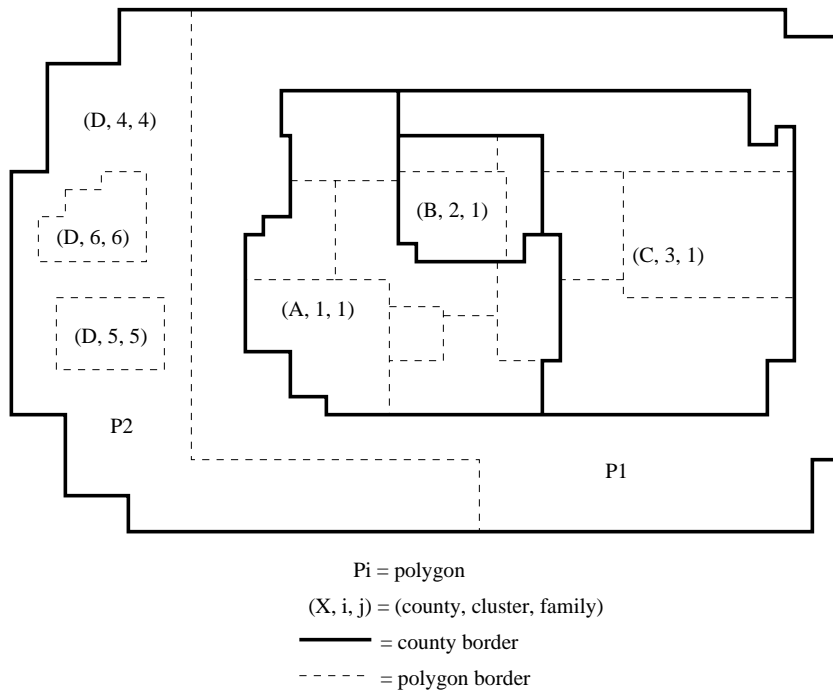 (D, 4, 4)
(B, 2, 1)
(D, 6, 6)
(C, 3, 1)
(A, 1, 1)
(D, 5, 5)
P2
P1
Pi = polygon
(X, i, j) = (county, cluster, family)
= county border
= polygon border